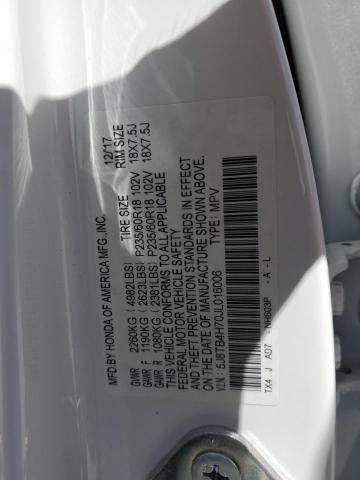 MFD.BY HONDA OF AMERICA MFG.,INC. 12/17
TIRE SIZE RIM SIZE
GVWR 2260KG (4982LBS)
GAWR F 1190KG (2623LBS) P235/60R18 102V 18X7.5J
GAWR R 1080KG (2381LBS) P235/60R18 102V 18X7.5J
THIS VEHICLE CONFORMS TO ALL APPLICABLE
FEDERAL MOTOR VEHICLE SAFETY
AND THEFT PREVENTION STANDARDS IN EFFECT
ON THE DATE OF MANUFACTURE SHOWN ABOVE.
V.I.N.: 5J8TB4H70JL016006 TYPE: MPV
TX4 J AD7 NH603P -A-L